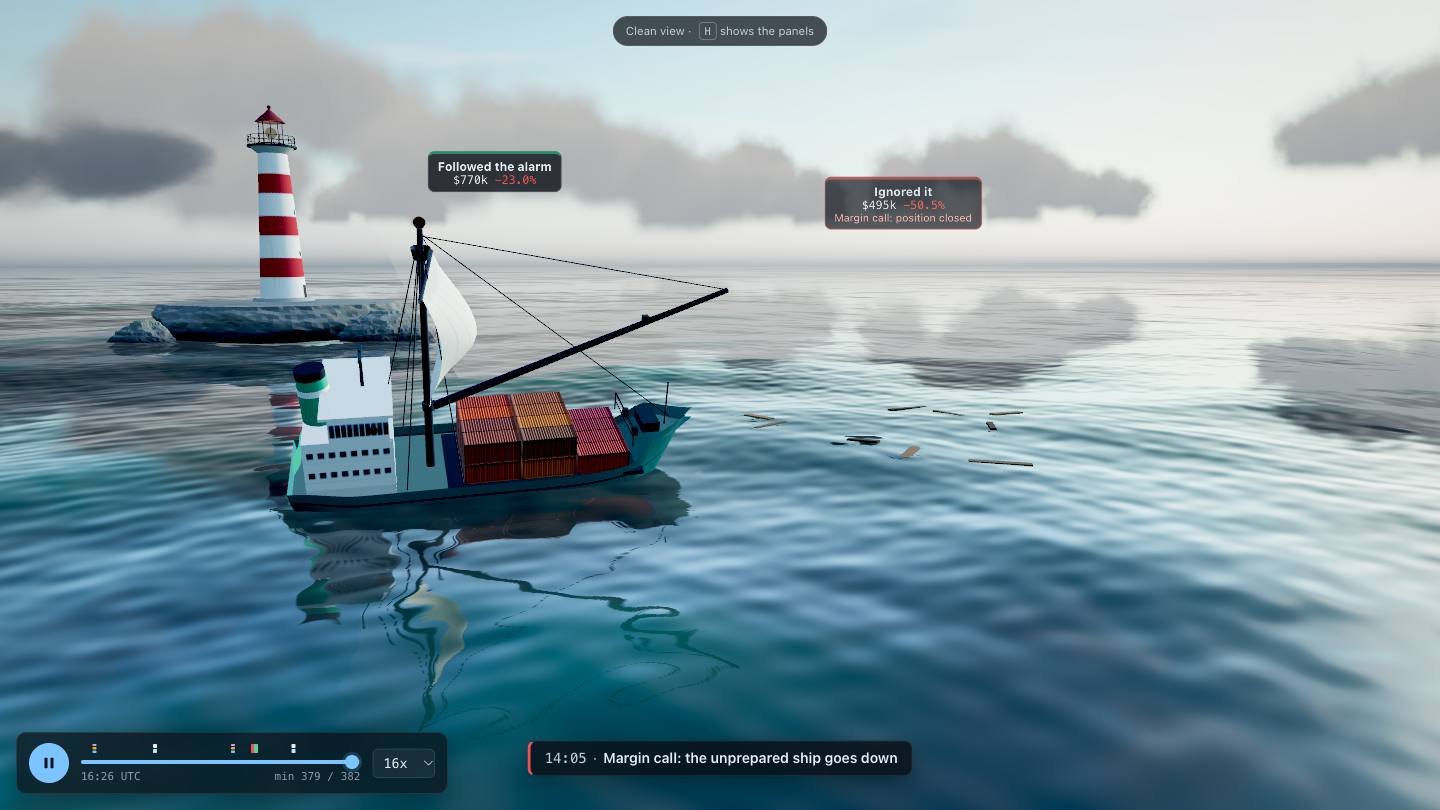 Clean view · H shows the panels
Followed the alarm
$770k −23.0%
Ignored it
$495k −50.5%
Margin call: position closed
16x
16:26 UTC
min 379 / 382
14:05 · Margin call: the unprepared ship goes down